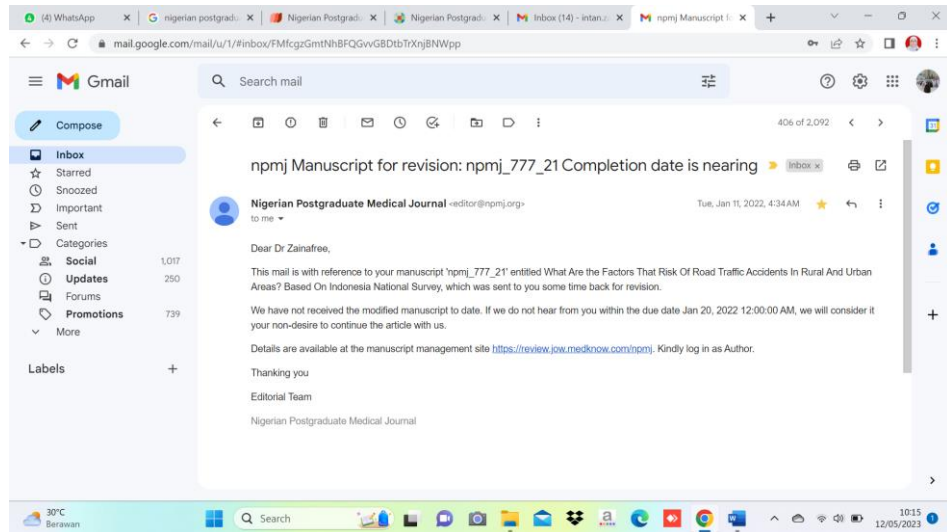 (4) WhatsApp
nigerian postgradu
Nigerian Postgradu
Nigerian Postgradu
Inbox (14) - intan.z
npmj Manuscript f
mail.google.com/mail/u/1/#inbox/FMfcgzGmtNhBFQGvvGBDtbTrXnjBNWpp
Gmail
Search mail
Compose
406 of 2,092
Inbox
Starred
Snoozed
Important
Sent
Categories
Social 1,017
Updates 250
Forums
Promotions 739
More
Labels
npmj Manuscript for revision: npmj_777_21 Completion date is nearing Inbox x
Nigerian Postgraduate Medical Journal <editor@npmj.org> Tue, Jan 11, 2022, 4:34 AM
to me
Dear Dr Zainafree,
This mail is with reference to your manuscript 'npmj_777_21' entitled What Are the Factors That Risk Of Road Traffic Accidents In Rural And Urban
Areas? Based On Indonesia National Survey, which was sent to you some time back for revision.
We have not received the modified manuscript to date. If we do not hear from you within the due date Jan 20, 2022 12:00:00 AM, we will consider it
your non-desire to continue the article with us.
Details are available at the manuscript management site https://review.jow.medknow.com/npmj. Kindly log in as Author.
Thanking you
Editorial Team
Nigerian Postgraduate Medical Journal
30°C
Berawan
Search
10:15
12/05/2023